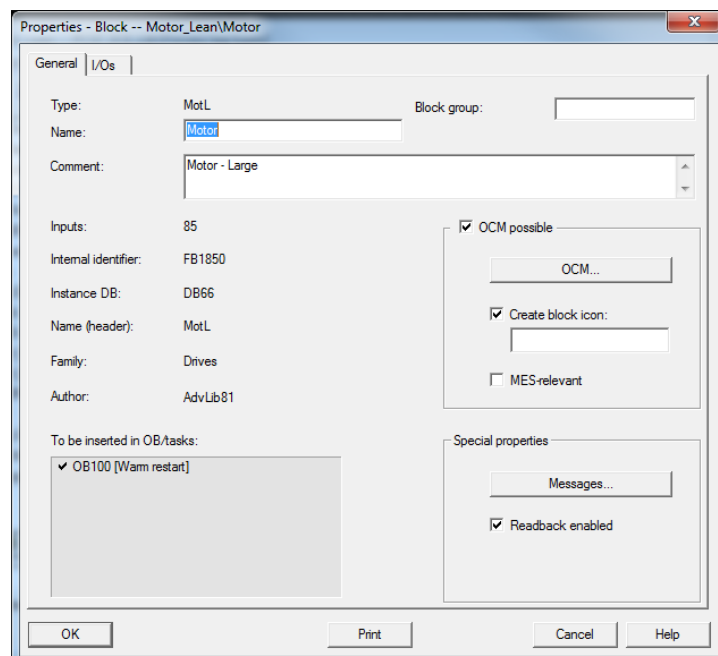 Properties - Block -- Motor_Lean\Motor
x
General
I/Os
Type: MotL
Block group:
Name: Motor
Comment: Motor - Large
Inputs: 85
OCM possible
Internal identifier: FB1850
OCM...
Instance DB: DB66
Name (header): MotL
Create block icon:
Family: Drives
MES-relevant
Author: AdvLib81
To be inserted in OB/tasks:
OB100 [Warm restart]
Special properties
Messages...
Readback enabled
OK
Print
Cancel
Help